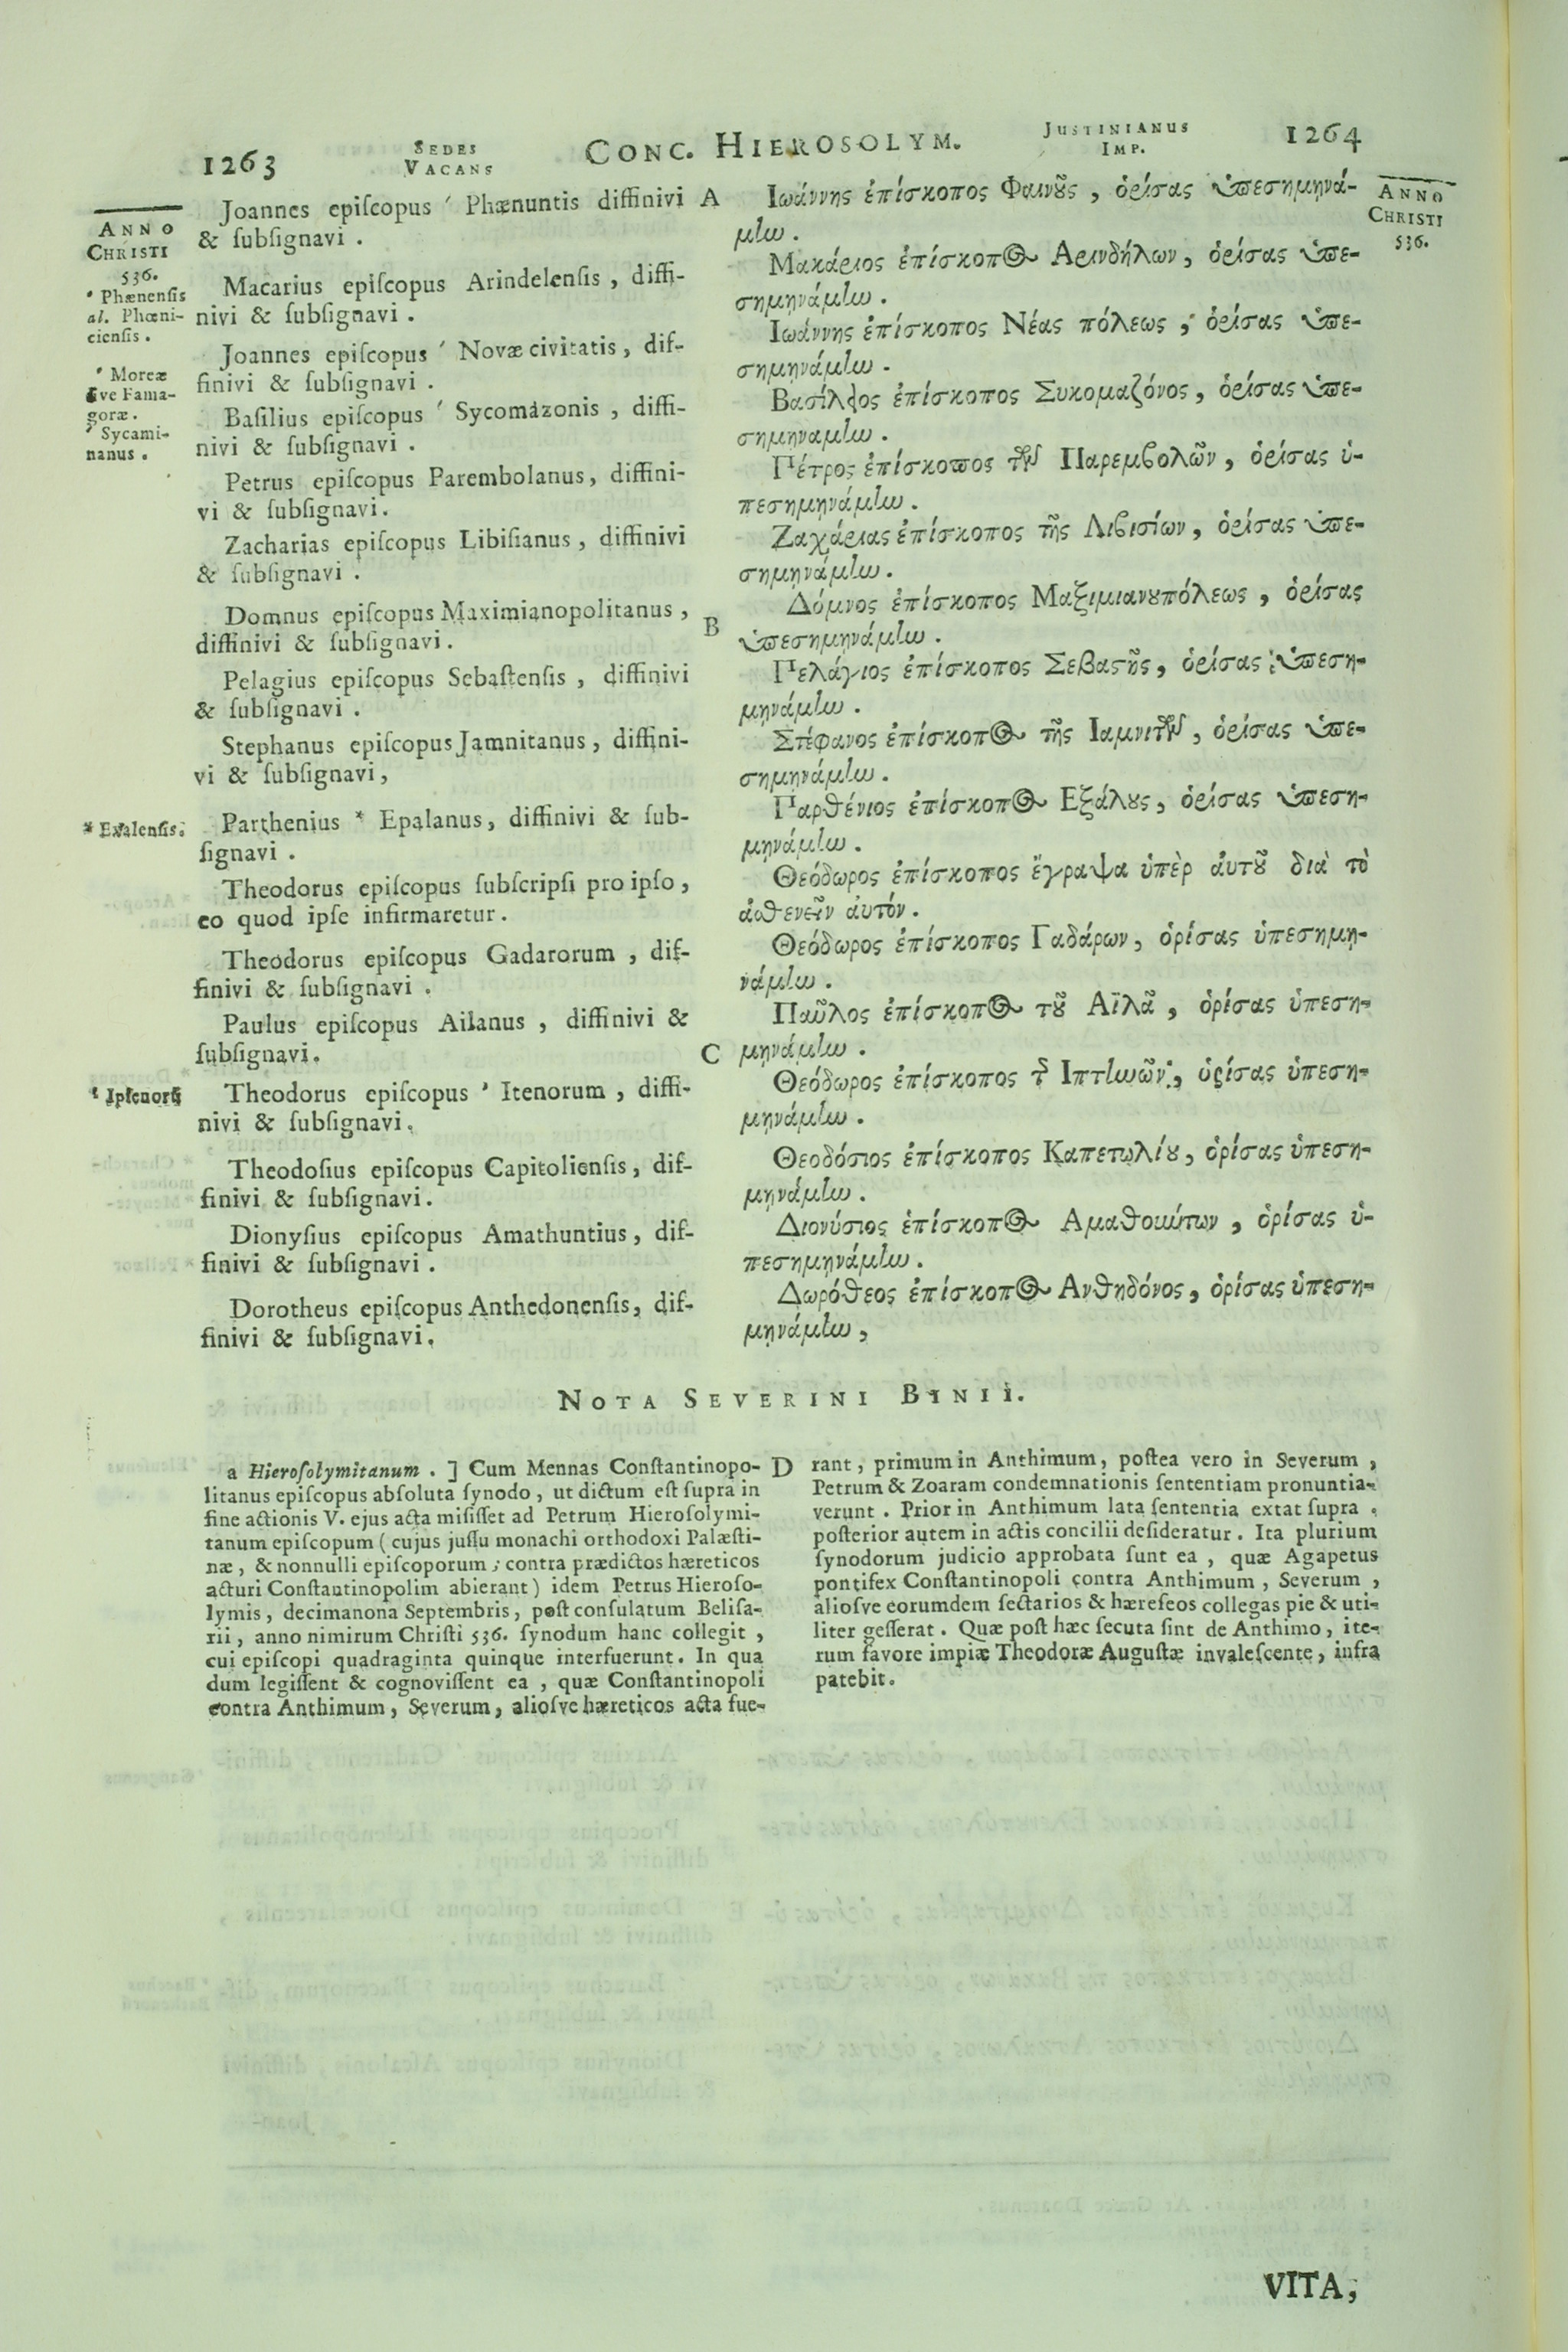 1263
SEDES
VACANS
CONC. HIEROSOLYM.
JUSTINIANUS
IMP.
1264
ANNO
CHRISTI
536.
' Phænensis
al. Phœni-
ciensis.
' Moreæ
sive Fama-
goræ.
' Sycami-
nanus.
* Exalensis.
Joannes episcopus ' Phænuntis diffinivi
& subsignavi.
Macarius episcopus Arindelensis, diffi-
nivi & subsignavi.
Joannes episcopus ' Novæ civitatis, dif-
finivi & subsignavi.
Basilius episcopus ' Sycomazonis, diffi-
nivi & subsignavi.
Petrus episcopus Parembolanus, diffini-
vi & subsignavi.
Zacharias episcopus Libisianus, diffinivi
& subsignavi.
Domnus episcopus Maximianopolitanus,
diffinivi & subsignavi.
Pelagius episcopus Sebastensis, diffinivi
& subsignavi.
Stephanus episcopus Jamnitanus, diffini-
vi & subsignavi,
Parthenius * Epalanus, diffinivi & sub-
signavi.
Theodorus episcopus subscripsi pro ipso,
eo quod ipse infirmaretur.
Theodorus episcopus Gadarorum, dif-
finivi & subsignavi.
Paulus episcopus Ailanus, diffinivi &
subsignavi.
Theodorus episcopus ' Itenorum, diffi-
nivi & subsignavi.
Theodosius episcopus Capitoliensis, dif-
finivi & subsignavi.
Dionysius episcopus Amathuntius, dif-
finivi & subsignavi.
Dorotheus episcopus Anthedonensis, dif-
finivi & subsignavi.
A
B
C
Ιωάννης ἐπίσκοπος Φαινοῦς, ὁρίσας ὑπεσημηνά-
μην.
Μακάριος ἐπίσκοπος Αρινδήλων, ὁρίσας ὑπε-
σημηνάμην.
Ιωάννης ἐπίσκοπος Νέας πόλεως, ὁρίσας ὑπε-
σημηνάμην.
Βασίλειος ἐπίσκοπος Συκομαζόνος, ὁρίσας ὑπε-
σημηναμην.
Πέτρος ἐπίσκοπος τῶν Παρεμβολῶν, ὁρίσας ὑ-
πεσημηνάμην.
Ζαχάριας ἐπίσκοπος τῆς Λιβισίων, ὁρίσας ὑπε-
σημηνάμην.
Δόμνος ἐπίσκοπος Μαξιμιανουπόλεως, ὁρίσας
ὑπεσημηνάμην.
Πελάγιος ἐπίσκοπος Σεβαστῆς, ὁρίσας ὑπεση-
μηνάμην.
Στέφανος ἐπίσκοπος τῆς Ιαμνιτῶν, ὁρίσας ὑπε-
σημηνάμην.
Παρθένιος ἐπίσκοπος Εξάλους, ὁρίσας ὑπεση-
μηνάμην.
Θεόδωρος ἐπίσκοπος ἔγραψα ὑπὲρ ἀυτοῦ διὰ τὸ
ἀσθενεῖν ἀυτόν.
Θεόδωρος ἐπίσκοπος Γαδάρων, ὁρίσας ὑπεσημη-
νάμην.
Παῦλος ἐπίσκοπος τοῦ Αἴλᾶ, ὁρίσας ὑπεση-
μηνάμην.
Θεόδωρος ἐπίσκοπος τ͂ Ιπτηνῶν, ὁρίσας ὑπεση-
μηνάμην.
Θεοδόσιος ἐπίσκοπος Καπετωλίου, ὁρίσας ὑπεση-
μηνάμην.
Διονύσιος ἐπίσκοπος Αμαθούντων, ὁρίσας ὑ-
πεσημηνάμην.
Δωρόθεος ἐπίσκοπος Ανθηδόνος, ὁρίσας ὑπεση-
μηνάμην,
ANNO
CHRISTI
536.
NOTA SEVERINI BINII.
a Hierosolymitanum. ] Cum Mennas Constantinopo-
litanus episcopus absoluta synodo, ut dictum est supra in
fine actionis V. ejus acta misisset ad Petrum Hierosolymi-
tanum episcopum (cujus jussu monachi orthodoxi Palæsti-
næ, & nonnulli episcoporum; contra prædictos hæreticos
acturi Constantinopolim abierant) idem Petrus Hieroso-
lymis, decimanona Septembris, post consulatum Belisa-
rii, anno nimirum Christi 536. synodum hanc collegit,
cui episcopi quadraginta quinque interfuerunt. In qua
dum legissent & cognovissent ea, quæ Constantinopoli
contra Anthimum, Severum, aliosve hæreticos acta fue-
D
rant, primum in Anthimum, postea vero in Severum,
Petrum & Zoaram condemnationis sententiam pronuntia-
verunt. Prior in Anthimum lata sententia extat supra.
posterior autem in actis concilii desideratur. Ita plurium
synodorum judicio approbata sunt ea, quæ Agapetus
pontifex Constantinopoli contra Anthimum, Severum,
aliosve eorumdem sectarios & hæreseos collegas pie & uti-
liter gesserat. Quæ post hæc secuta sint de Anthimo, ite-
rum favore impiæ Theodoræ Augustæ invalescente, infra
patebit.
VITA,